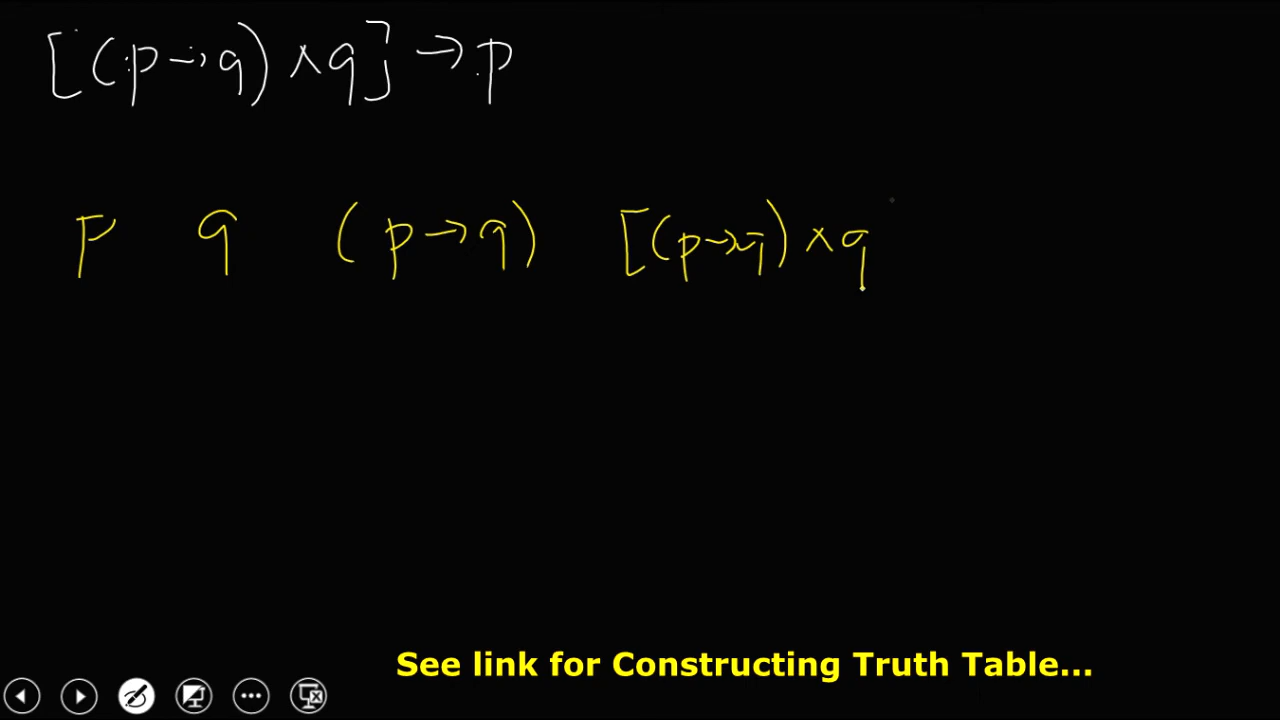 [(p→q) ∧q] →p
P q (p→q) [(p→q) ∧q
See link for Constructing Truth Table...